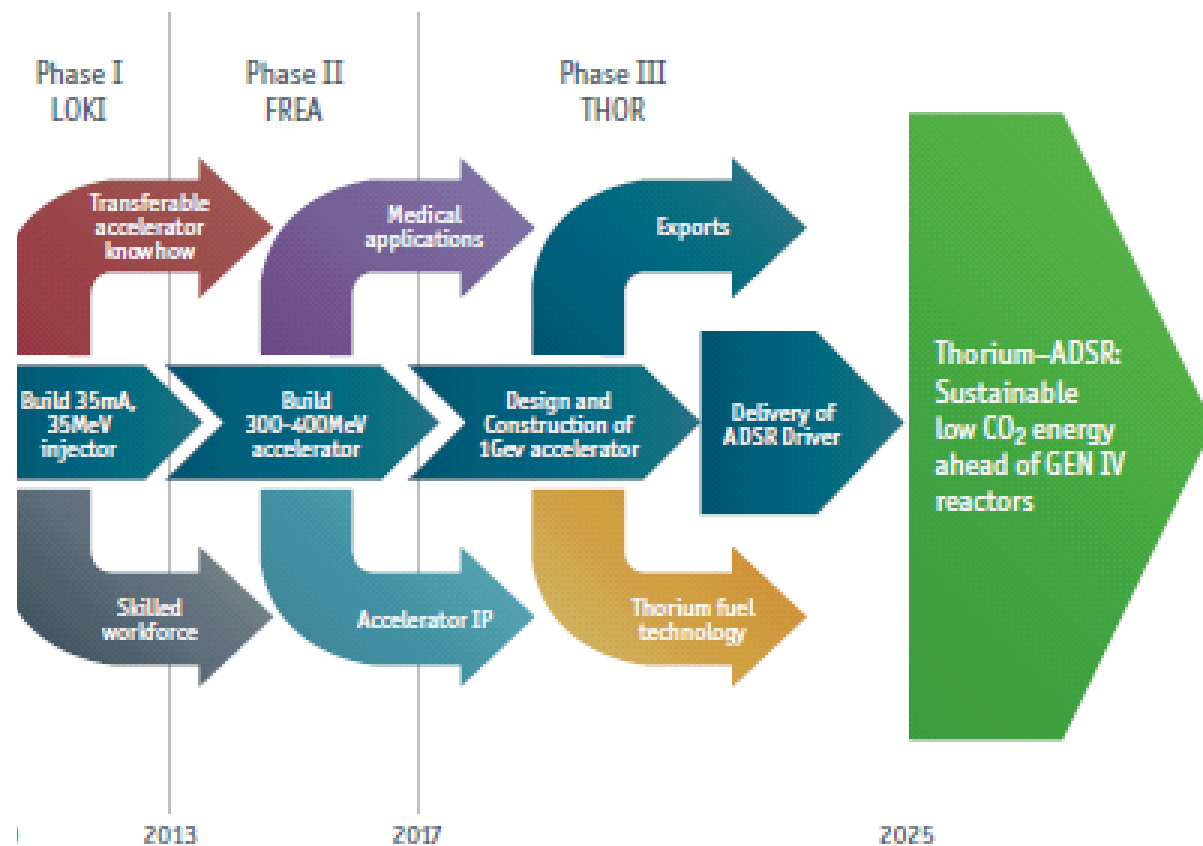 Phase I
LOKI
Phase II
FREA
Phase III
THOR
Transferable
accelerator
knowhow
Medical
applications
Exports
Build 35mA,
35MeV
injector
Build
300-400MeV
accelerator
Design and
Construction of
1Gev accelerator
Delivery of
ADSR Driver
Thorium–ADSR:
Sustainable
low CO₂ energy
ahead of GEN IV
reactors
Skilled
workforce
Accelerator IP
Thorium fuel
technology
2013
2017
2025